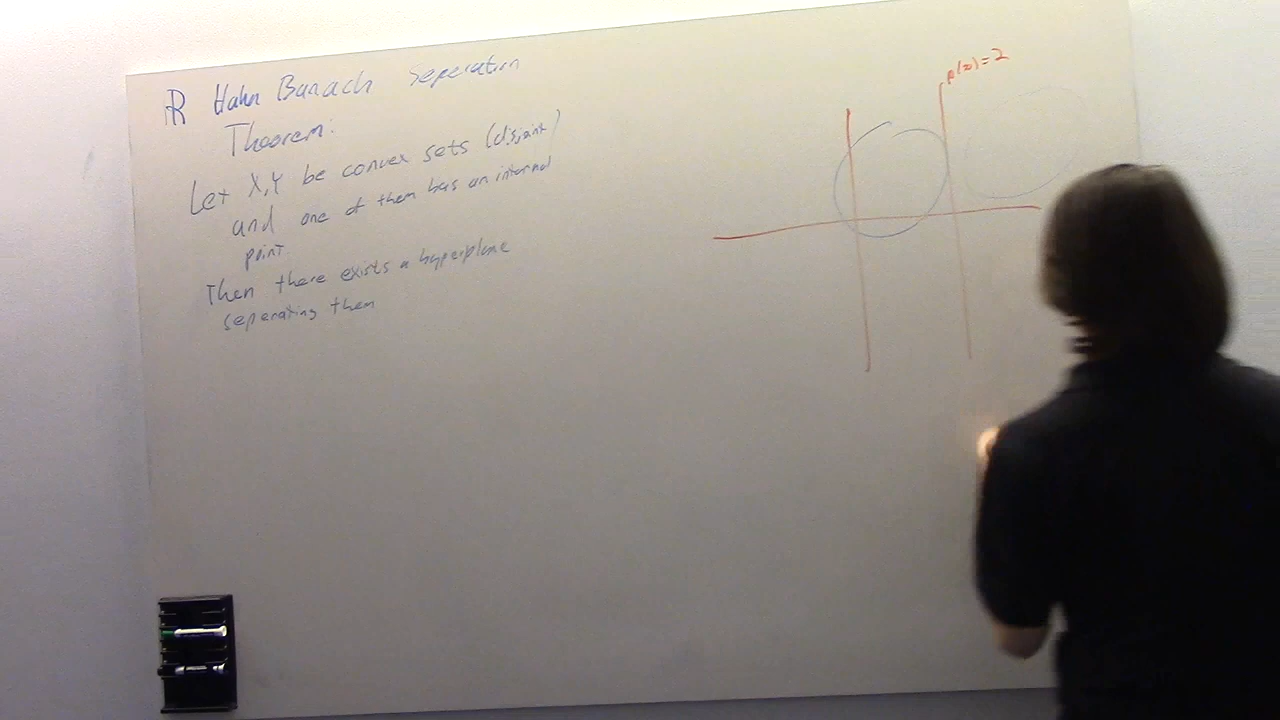 ℝ Hahn Banach Seperation
Theorem:
Let X,Y be convex sets (disjoint)
and one of them has an internal
point
Then there exists a hyperplane
seperating them
p(x)=2